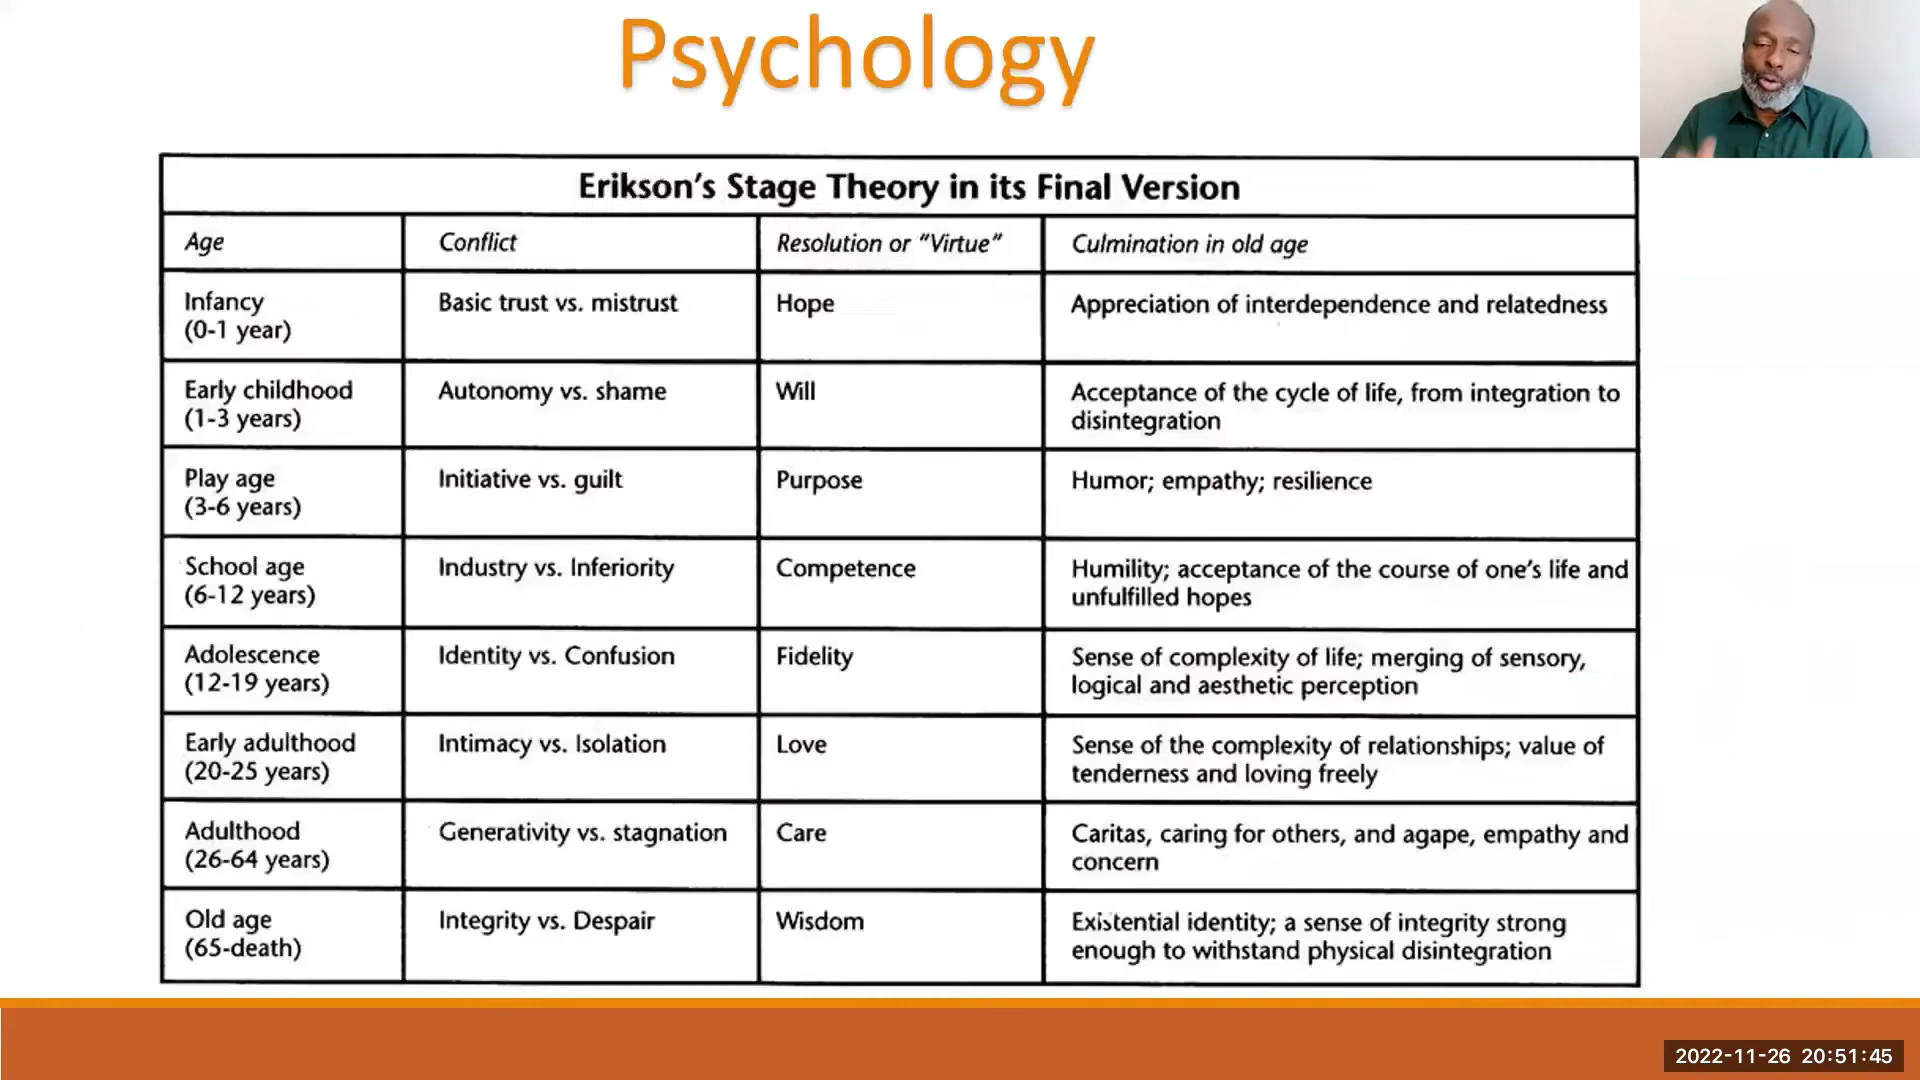 Psychology
Erikson's Stage Theory in its Final Version
Age Conflict Resolution or "Virtue" Culmination in old age
Infancy Basic trust vs. mistrust Hope Appreciation of interdependence and relatedness
(0-1 year)
Early childhood Autonomy vs. shame Will Acceptance of the cycle of life, from integration to
(1-3 years) disintegration
Play age Initiative vs. guilt Purpose Humor; empathy; resilience
(3-6 years)
School age Industry vs. Inferiority Competence Humility; acceptance of the course of one's life and
(6-12 years) unfulfilled hopes
Adolescence Identity vs. Confusion Fidelity Sense of complexity of life; merging of sensory,
(12-19 years) logical and aesthetic perception
Early adulthood Intimacy vs. Isolation Love Sense of the complexity of relationships; value of
(20-25 years) tenderness and loving freely
Adulthood Generativity vs. stagnation Care Caritas, caring for others, and agape, empathy and
(26-64 years) concern
Old age Integrity vs. Despair Wisdom Existential identity; a sense of integrity strong
(65-death) enough to withstand physical disintegration
2022-11-26 20:51:45